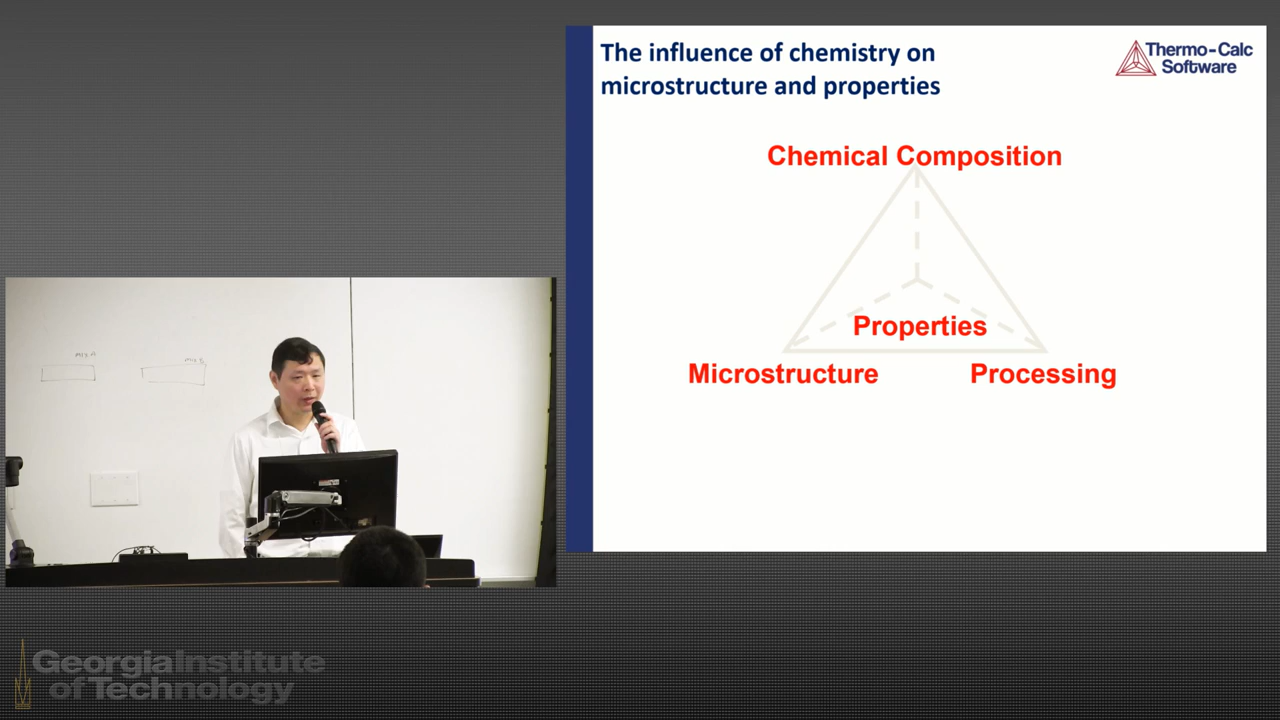 The influence of chemistry on
microstructure and properties
Thermo-Calc
Software
Chemical Composition
Properties
Microstructure
Processing
Georgia Institute
of Technology